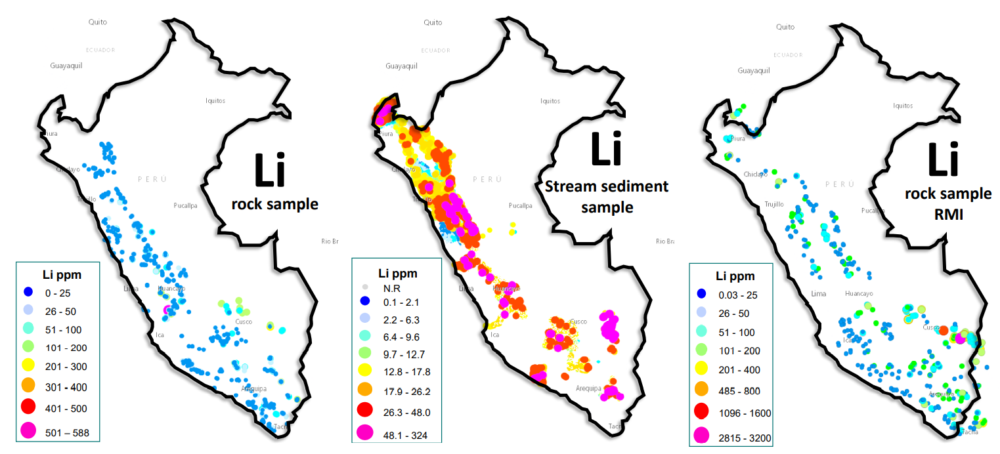 Quito
ECUADOR
Guayaquil
Iquitos
Piura
Chiclayo
PERÚ
Trujillo
Pucallpa
Li
rock sample
Rio Br
Lima
Huancayo
Cusco
Ica
Arequipa
Tacna
Li ppm
0 - 25
26 - 50
51 - 100
101 - 200
201 - 300
301 - 400
401 - 500
501 – 588
Quito
ECUADOR
Guayaquil
Iquitos
Piura
Chiclayo
PERÚ
Trujillo
Pucallpa
Li
Stream sediment
sample
Rio Bra
Lima
Huancayo
Cusco
Ica
Arequipa
Tacn
Li ppm
N.R
0.1 - 2.1
2.2 - 6.3
6.4 - 9.6
9.7 - 12.7
12.8 - 17.8
17.9 - 26.2
26.3 - 48.0
48.1 - 324
Quito
ECUADOR
Guayaquil
Iquitos
Piura
Chiclayo
PERÚ
Trujillo
Pucallpa
Li
rock sample
RMI
Lima
Huancayo
Cusco
Ica
Arequipa
Tacna
Li ppm
0.03 - 25
26 - 50
51 - 100
101 - 200
201 - 400
485 - 800
1096 - 1600
2815 - 3200